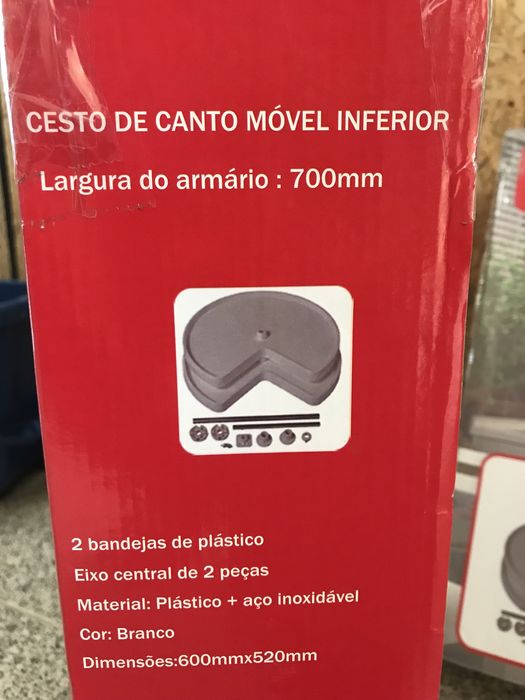 CESTO DE CANTO MÓVEL INFERIOR
Largura do armário : 700mm
2 bandejas de plástico
Eixo central de 2 peças
Material: Plástico + aço inoxidável
Cor: Branco
Dimensões:600mmx520mm